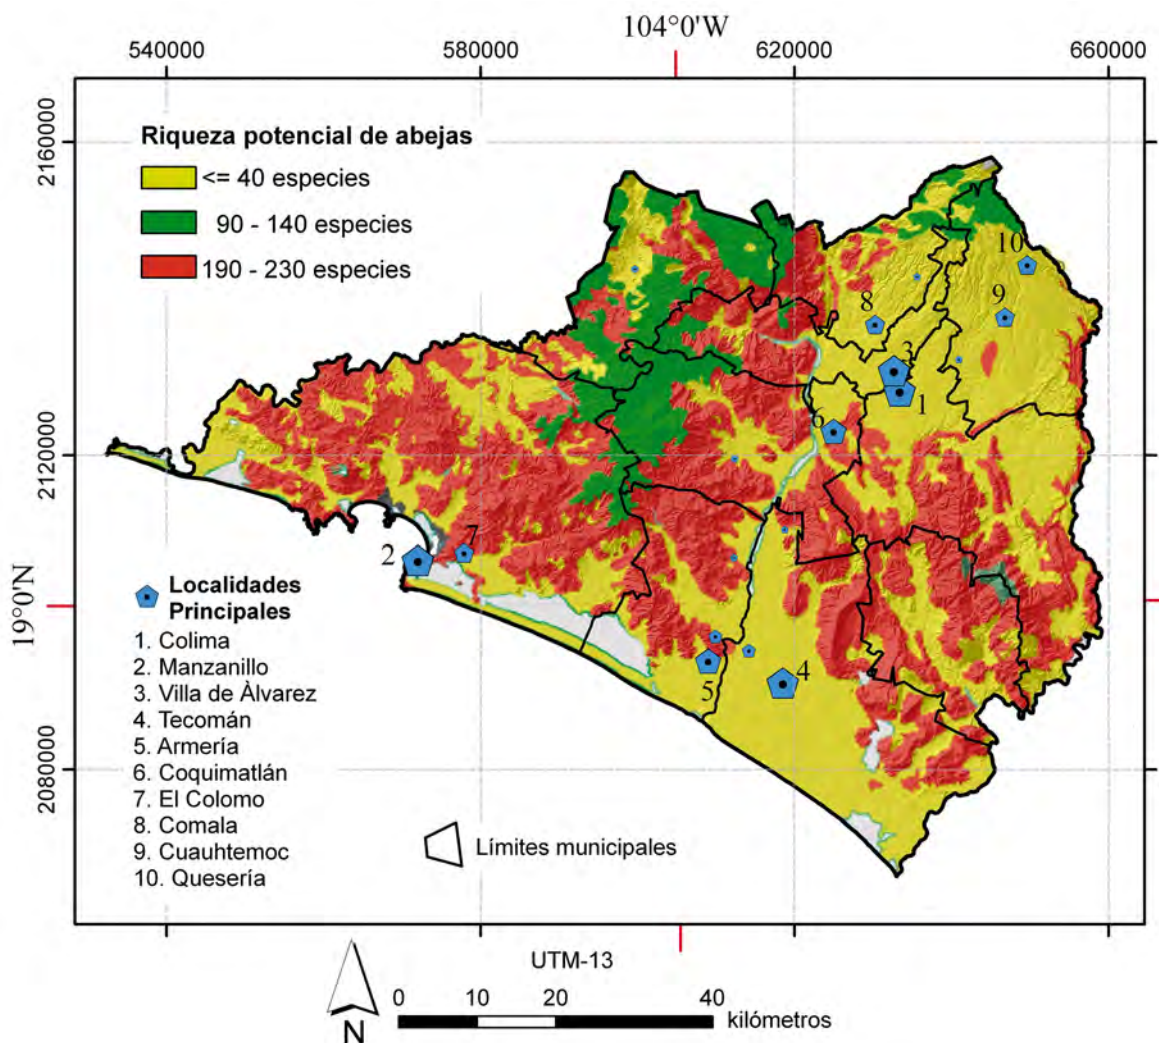 104°0'W
540000
580000
620000
660000
2160000
2120000
2080000
19°0'N
Riqueza potencial de abejas
<= 40 especies
90 - 140 especies
190 - 230 especies
10
9
8
3
1
6
7
2
5
4
Localidades
Principales
1. Colima
2. Manzanillo
3. Villa de Àlvarez
4. Tecomán
5. Armería
6. Coquimatlán
7. El Colomo
8. Comala
9. Cuauhtemoc
10. Quesería
Límites municipales
UTM-13
N
0 10 20 40
kilómetros